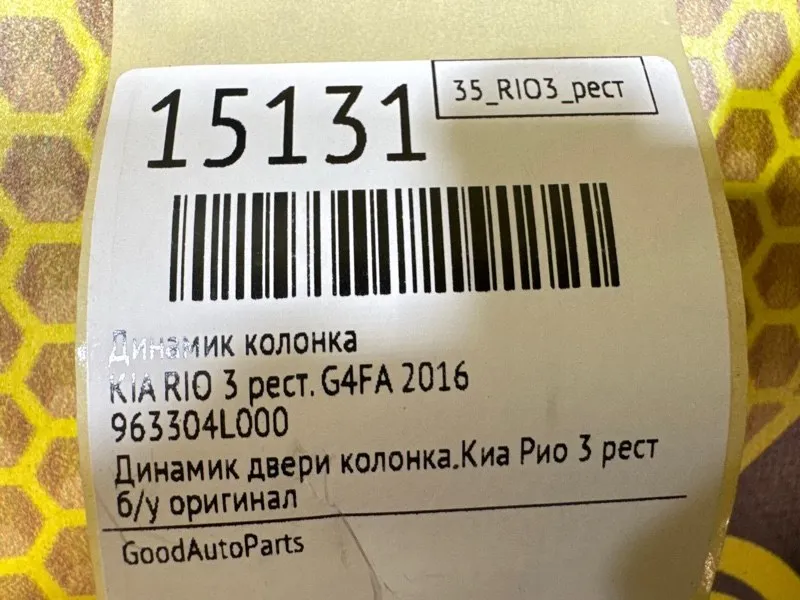 15131
35_RIO3_рест
Динамик колонка
KIA RIO 3 рест. G4FA 2016
963304L000
Динамик двери колонка.Киа Рио 3 рест
б/у оригинал
GoodAutoParts